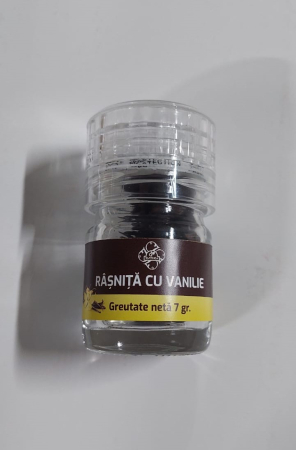 RÂȘNIȚĂ CU VANILIE
Greutate netă 7 gr.